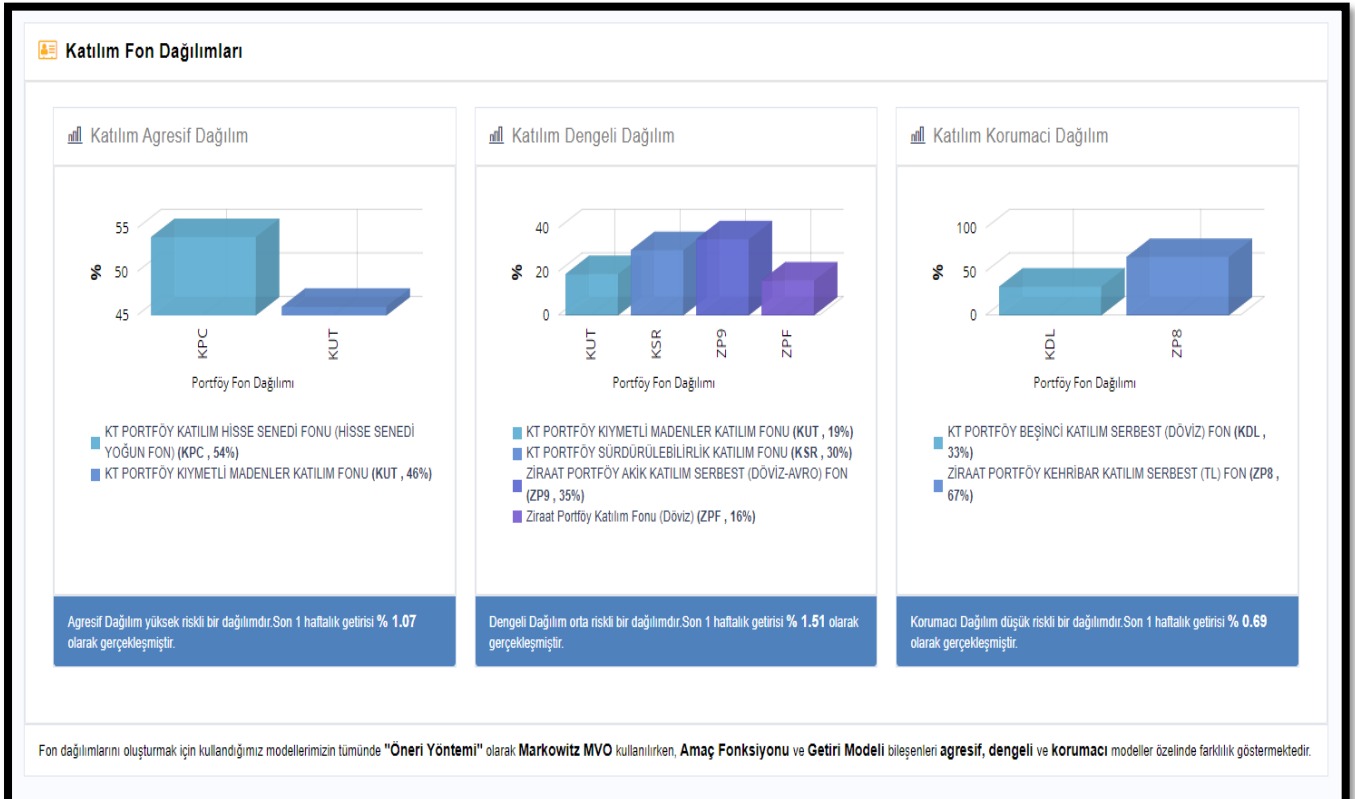 Katılım Fon Dağılımları
Katılım Agresif Dağılım
55
50
45
%
KPC
KUT
Portföy Fon Dağılımı
KT PORTFÖY KATILIM HİSSE SENEDİ FONU (HİSSE SENEDİ
YOĞUN FON) (KPC , 54%)
KT PORTFÖY KIYMETLİ MADENLER KATILIM FONU (KUT , 46%)
Agresif Dağılım yüksek riskli bir dağılımdır.Son 1 haftalık getirisi % 1.07
olarak gerçekleşmiştir.
Katılım Dengeli Dağılım
40
20
0
%
KUT
KSR
ZP9
ZPF
Portföy Fon Dağılımı
KT PORTFÖY KIYMETLİ MADENLER KATILIM FONU (KUT , 19%)
KT PORTFÖY SÜRDÜRÜLEBİLİRLİK KATILIM FONU (KSR , 30%)
ZİRAAT PORTFÖY AKİK KATILIM SERBEST (DÖVİZ-AVRO) FON
(ZP9 , 35%)
Ziraat Portföy Katılım Fonu (Döviz) (ZPF , 16%)
Dengeli Dağılım orta riskli bir dağılımdır.Son 1 haftalık getirisi % 1.51 olarak
gerçekleşmiştir.
Katılım Korumaci Dağılım
100
50
0
%
KDL
ZP8
Portföy Fon Dağılımı
KT PORTFÖY BEŞİNCİ KATILIM SERBEST (DÖVİZ) FON (KDL ,
33%)
ZİRAAT PORTFÖY KEHRİBAR KATILIM SERBEST (TL) FON (ZP8 ,
67%)
Korumacı Dağılım düşük riskli bir dağılımdır.Son 1 haftalık getirisi % 0.69
olarak gerçekleşmiştir.
Fon dağılımlarını oluşturmak için kullandığımız modellerimizin tümünde "Öneri Yöntemi" olarak Markowitz MVO kullanılırken, Amaç Fonksiyonu ve Getiri Modeli bileşenleri agresif, dengeli ve korumacı modeller özelinde farklılık göstermektedir.